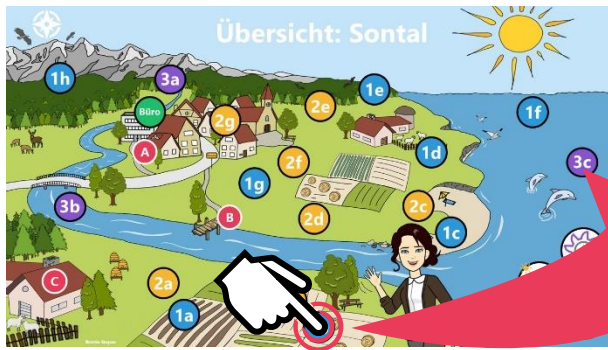 Übersicht: Sontal
1h
3a
1e
1f
2e
Büro
2g
A
1d
2f
3c
1g
3b
B
2d
2c
1c
C
2a
1a